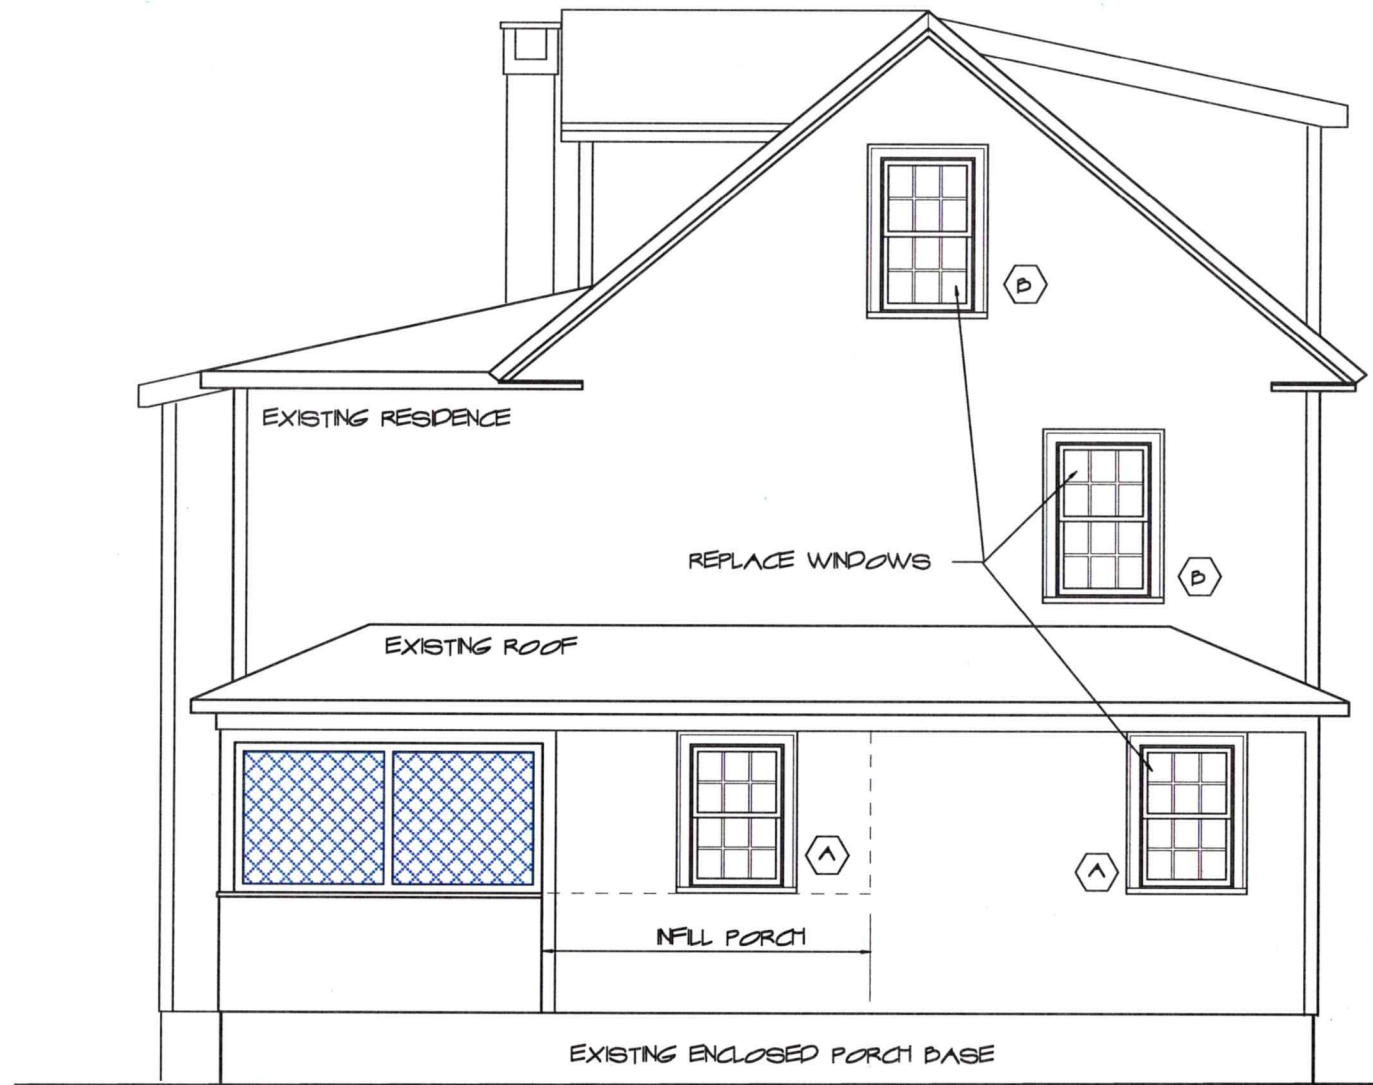 B
EXISTING RESIDENCE
REPLACE WINDOWS
B
EXISTING ROOF
A
A
INFILL PORCH
EXISTING ENCLOSED PORCH BASE